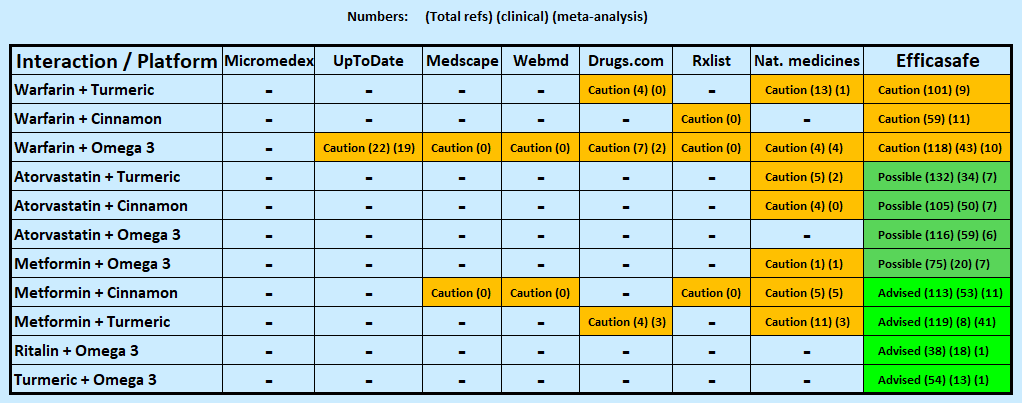 Numbers: (Total refs) (clinical) (meta-analysis)
Interaction / Platform Micromedex UpToDate Medscape Webmd Drugs.com Rxlist Nat. medicines Efficasafe
Warfarin + Turmeric - - - - Caution (4) (0) - Caution (13) (1) Caution (101) (9)
Warfarin + Cinnamon - - - - - Caution (0) - Caution (59) (11)
Warfarin + Omega 3 - Caution (22) (19) Caution (0) Caution (0) Caution (7) (2) Caution (0) Caution (4) (4) Caution (118) (43) (10)
Atorvastatin + Turmeric - - - - - - Caution (5) (2) Possible (132) (34) (7)
Atorvastatin + Cinnamon - - - - - - Caution (4) (0) Possible (105) (50) (7)
Atorvastatin + Omega 3 - - - - - - - Possible (116) (59) (6)
Metformin + Omega 3 - - - - - - Caution (1) (1) Possible (75) (20) (7)
Metformin + Cinnamon - - Caution (0) Caution (0) - Caution (0) Caution (5) (5) Advised (113) (53) (11)
Metformin + Turmeric - - - - Caution (4) (3) - Caution (11) (3) Advised (119) (8) (41)
Ritalin + Omega 3 - - - - - - - Advised (38) (18) (1)
Turmeric + Omega 3 - - - - - - - Advised (54) (13) (1)